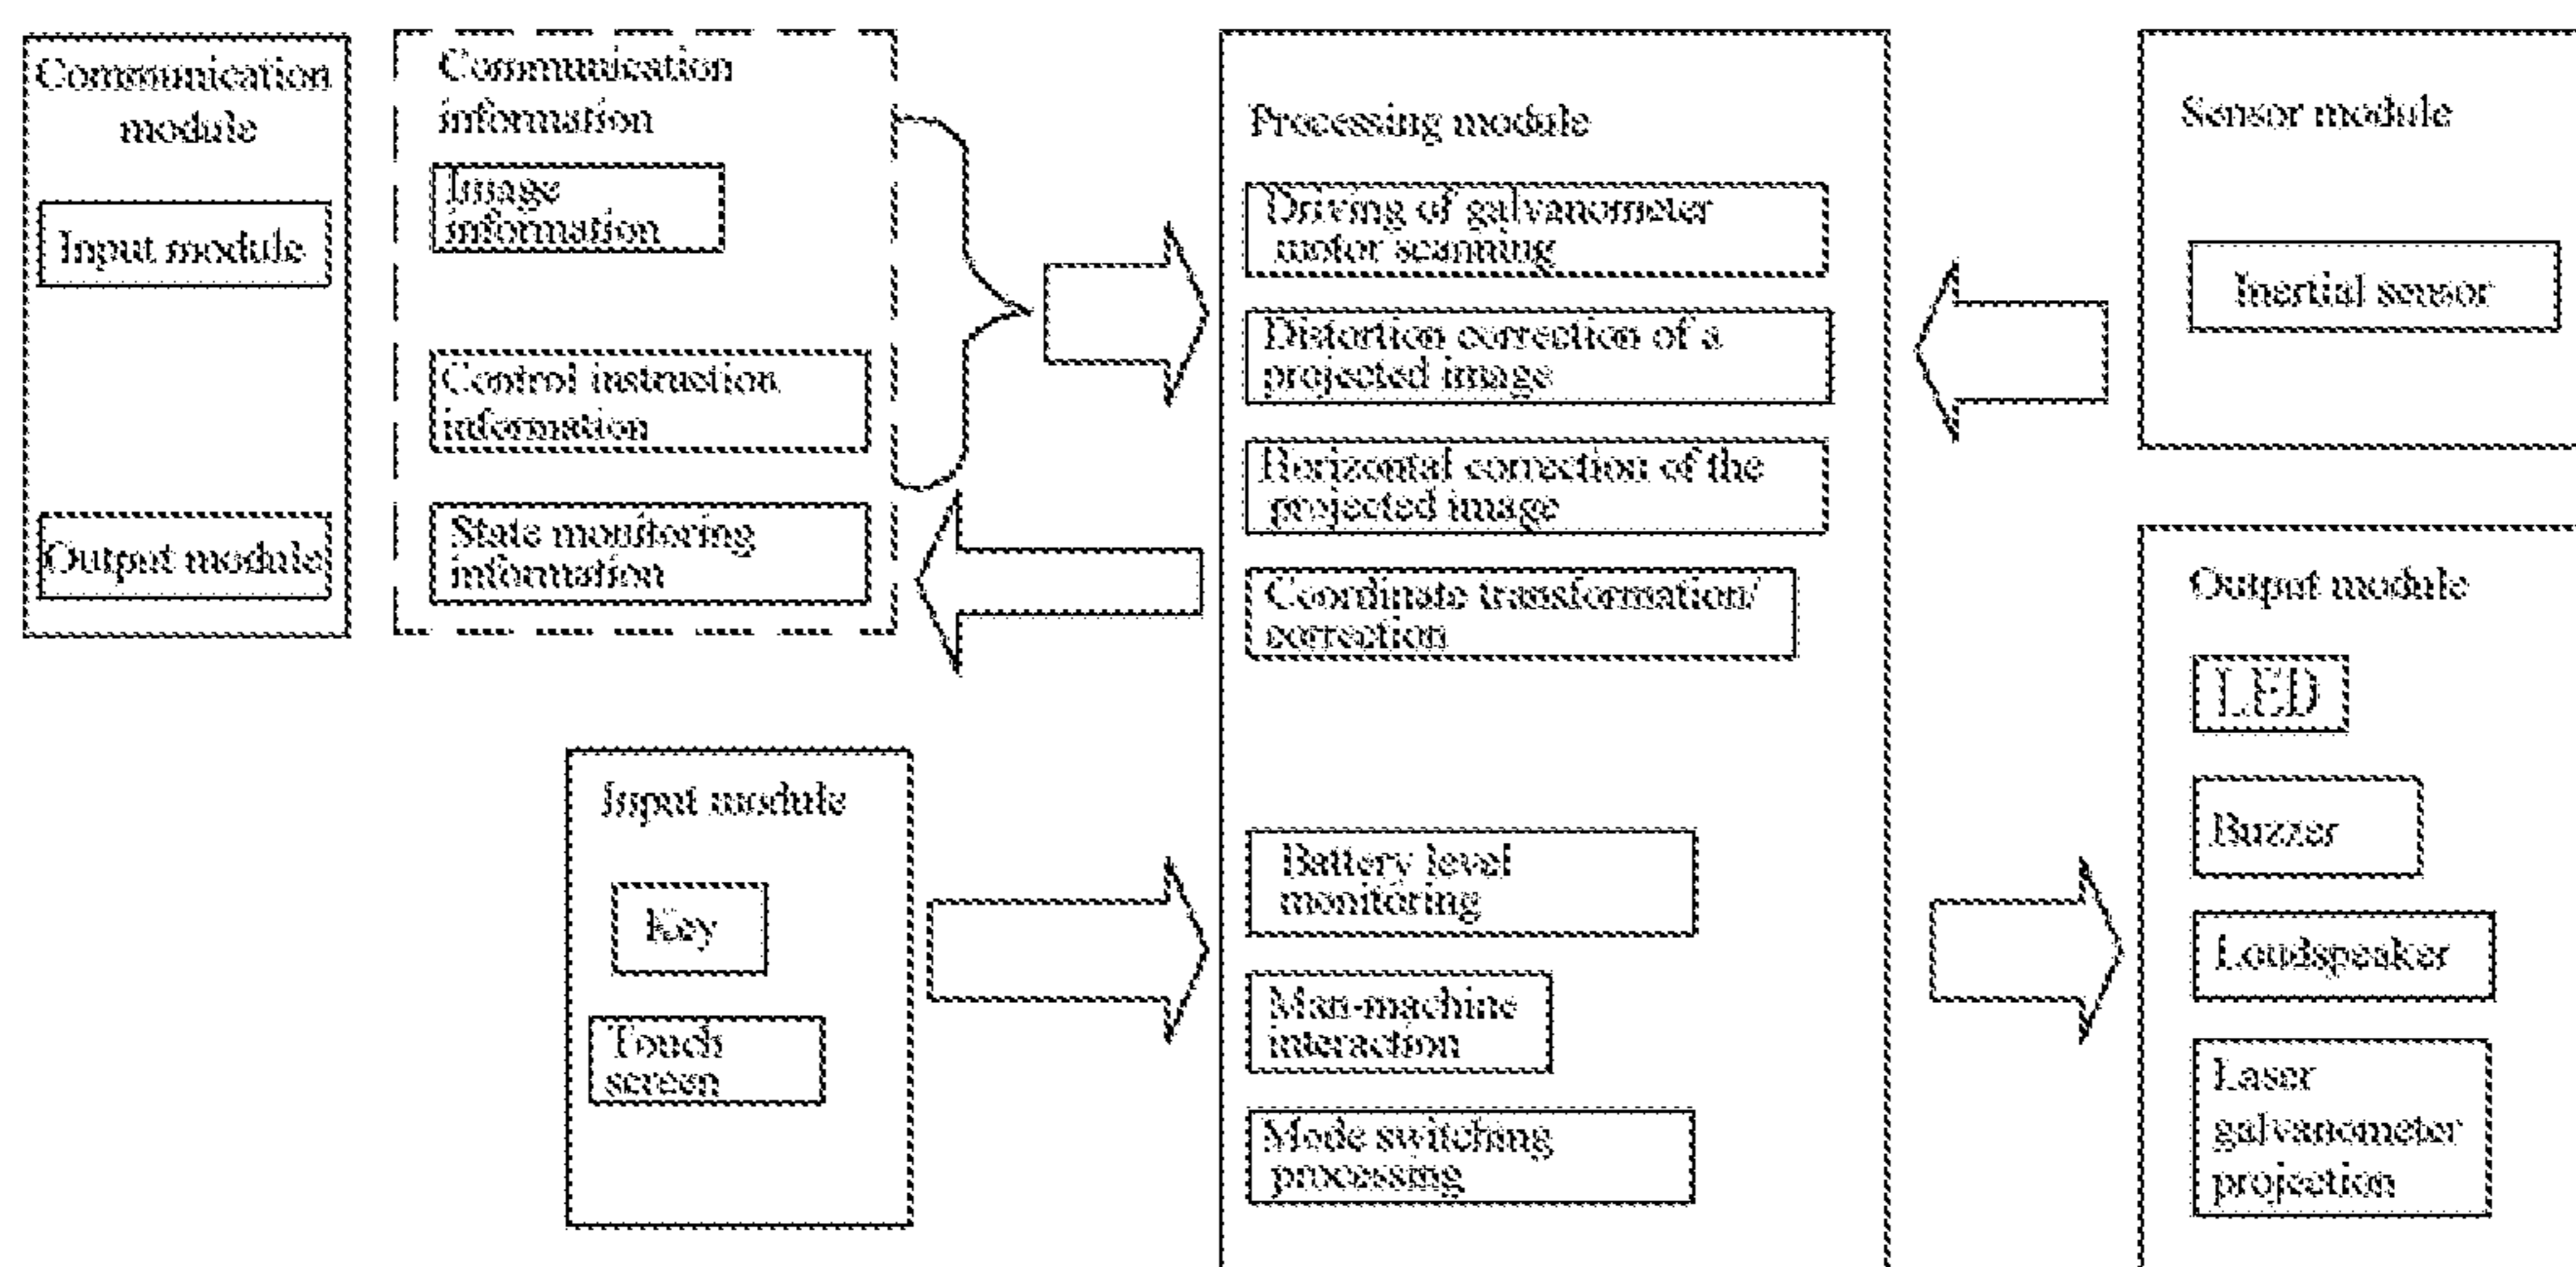 Communication
module
Input module
Output module
Communication
information
Image
information
Control instruction
information
State monitoring
information
Input module
Key
Touch
screen
Processing module
Driving of galvanometer
motor scanning
Distortion correction of a
projected image
Horizontal correction of the
projected image
Coordinate transformation/
correction
Battery level
monitoring
Man-machine
interaction
Mode switching
processing
Sensor module
Inertial sensor
Output module
LED
Buzzer
Loudspeaker
Laser
galvanometer
projection